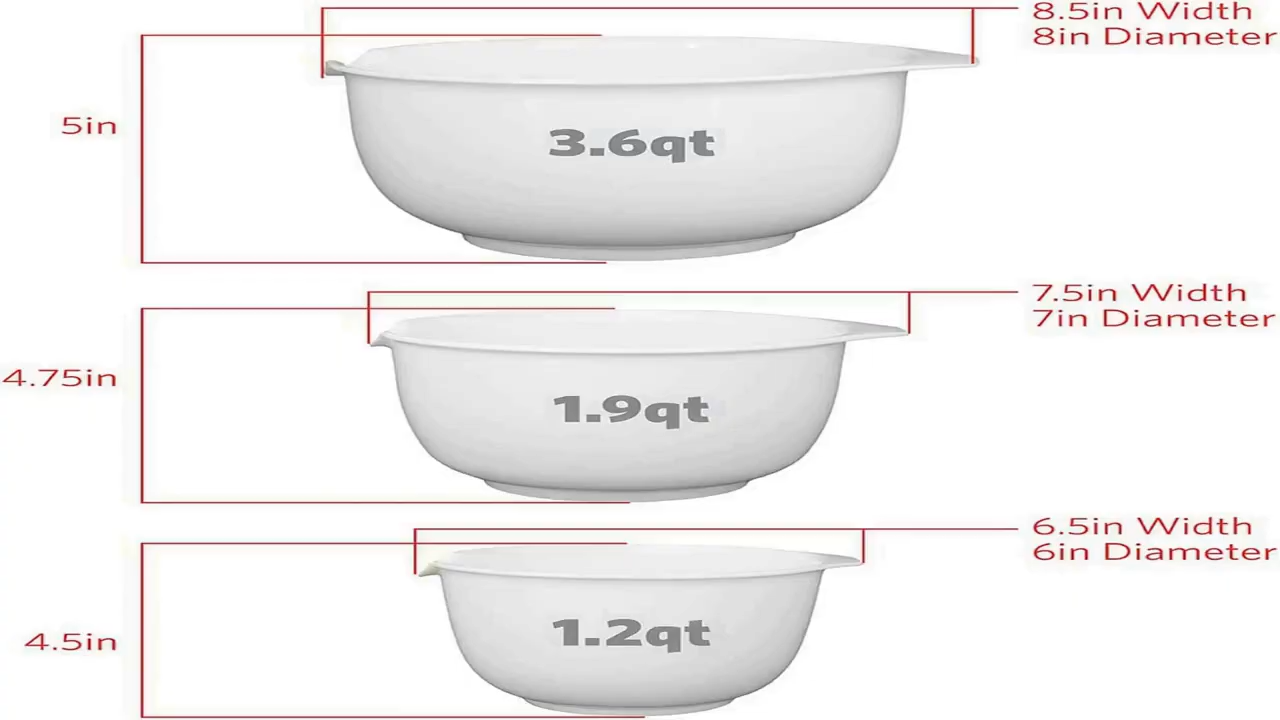 8.5in Width
8in Diameter
5in
3.6qt
7.5in Width
7in Diameter
4.75in
1.9qt
6.5in Width
6in Diameter
4.5in
1.2qt